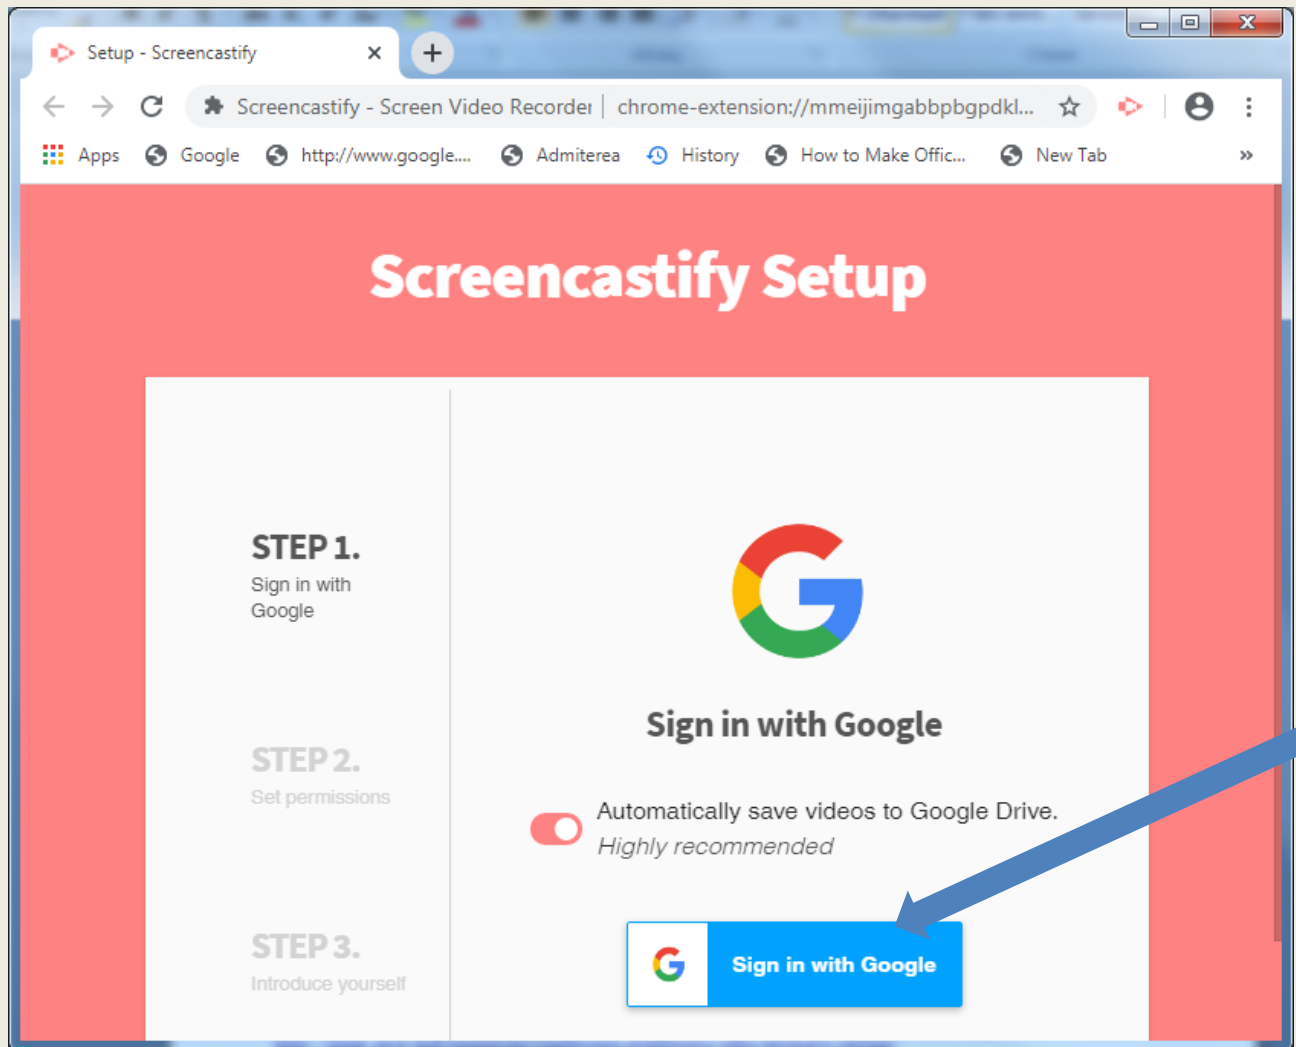 Setup - Screencastify
Screencastify - Screen Video Recorder | chrome-extension://mmeijimgabbpbgpdkl...
Apps Google http://www.google.... Admiterea History How to Make Offic... New Tab »
Screencastify Setup
STEP 1.
Sign in with
Google
Sign in with Google
STEP 2.
Set permissions
Automatically save videos to Google Drive.
Highly recommended
STEP 3.
Introduce yourself
Sign in with Google